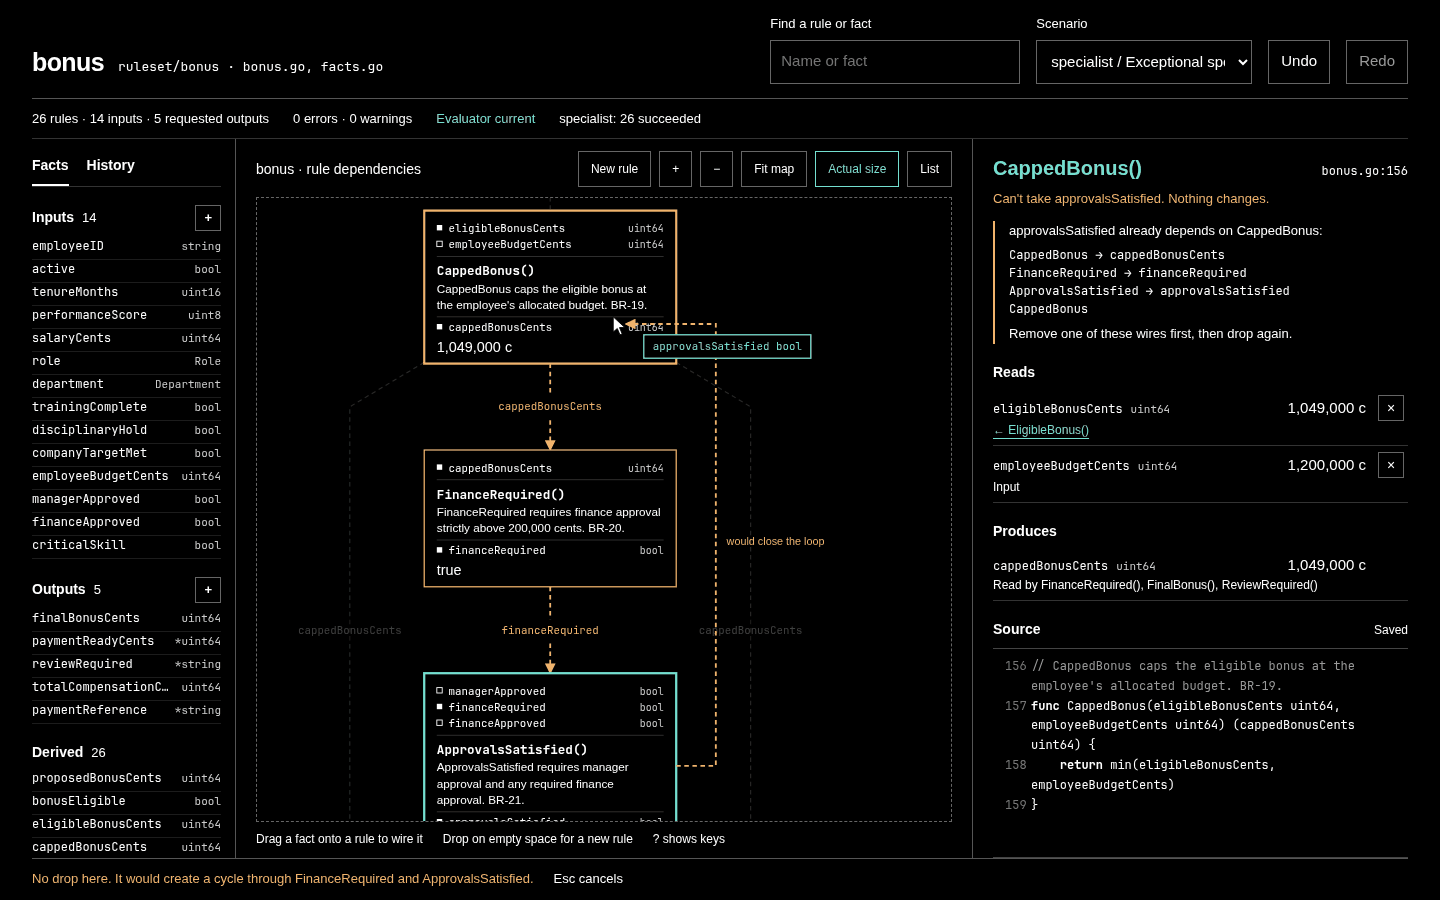 Find a rule or fact
Scenario
bonus ruleset/bonus · bonus.go, facts.go
Name or fact
specialist / Exceptional spe
Undo
Redo
26 rules · 14 inputs · 5 requested outputs
0 errors · 0 warnings
Evaluator current
specialist: 26 succeeded
Facts
History
Inputs 14
+
employeeID string
active bool
tenureMonths uint16
performanceScore uint8
salaryCents uint64
role Role
department Department
trainingComplete bool
disciplinaryHold bool
companyTargetMet bool
employeeBudgetCents uint64
managerApproved bool
financeApproved bool
criticalSkill bool
Outputs 5
+
finalBonusCents uint64
paymentReadyCents *uint64
reviewRequired *string
totalCompensationC… uint64
paymentReference *string
Derived 26
proposedBonusCents uint64
bonusEligible bool
eligibleBonusCents uint64
cappedBonusCents uint64
bonus · rule dependencies
New rule
+
−
Fit map
Actual size
List
eligibleBonusCents uint64
employeeBudgetCents uint64
CappedBonus()
CappedBonus caps the eligible bonus at
the employee's allocated budget. BR-19.
cappedBonusCents uint64
1,049,000 c
approvalsSatisfied bool
cappedBonusCents
cappedBonusCents uint64
FinanceRequired()
FinanceRequired requires finance approval
strictly above 200,000 cents. BR-20.
financeRequired bool
true
would close the loop
cappedBonusCents
financeRequired
cappedBonusCents
managerApproved bool
financeRequired bool
financeApproved bool
ApprovalsSatisfied()
ApprovalsSatisfied requires manager
approval and any required finance
approval. BR-21.
approvalsSatisfied bool
Drag a fact onto a rule to wire it
Drop on empty space for a new rule
? shows keys
CappedBonus()
bonus.go:156
Can't take approvalsSatisfied. Nothing changes.
approvalsSatisfied already depends on CappedBonus:
CappedBonus → cappedBonusCents
FinanceRequired → financeRequired
ApprovalsSatisfied → approvalsSatisfied
CappedBonus
Remove one of these wires first, then drop again.
Reads
eligibleBonusCents uint64 1,049,000 c ×
← EligibleBonus()
employeeBudgetCents uint64 1,200,000 c ×
Input
Produces
cappedBonusCents uint64 1,049,000 c
Read by FinanceRequired(), FinalBonus(), ReviewRequired()
Source
Saved
156 // CappedBonus caps the eligible bonus at the
employee's allocated budget. BR-19.
157 func CappedBonus(eligibleBonusCents uint64,
employeeBudgetCents uint64) (cappedBonusCents
uint64) {
158 return min(eligibleBonusCents,
employeeBudgetCents)
159 }
No drop here. It would create a cycle through FinanceRequired and ApprovalsSatisfied.
Esc cancels